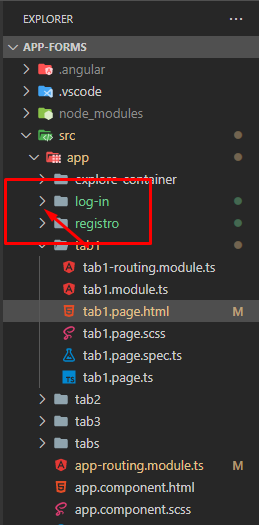 EXPLORER
APP-FORMS
.angular
.vscode
node_modules
src
app
explore-container
log-in
registro
tab1
tab1-routing.module.ts
tab1.module.ts
tab1.page.html M
tab1.page.scss
tab1.page.spec.ts
TS tab1.page.ts
tab2
tab3
tabs
app-routing.module.ts M
app.component.html
app.component.scss